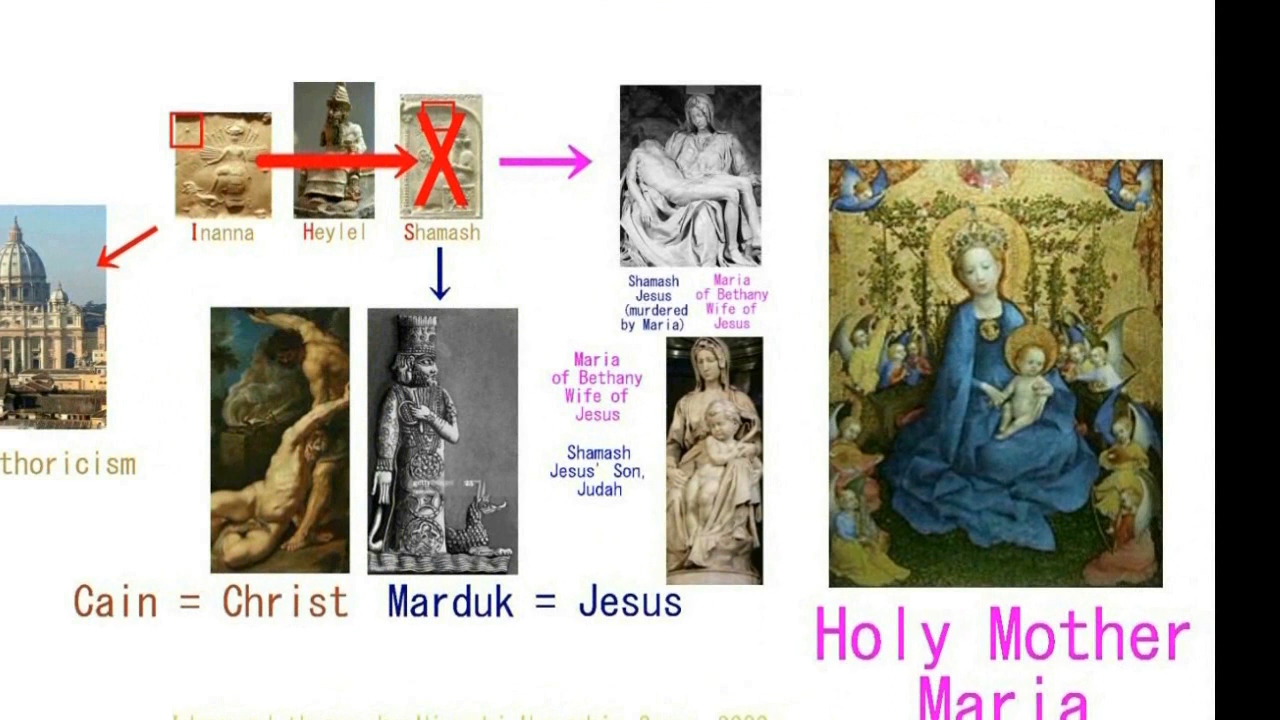 Inanna
Heylel
Shamash
Shamash
Jesus
(murdered
by Maria)
Maria
of Bethany
Wife of
Jesus
Maria
of Bethany
Wife of
Jesus
Shamash
Jesus' Son,
Judah
thoricism
Cain = Christ
Marduk = Jesus
Holy Mother
Maria